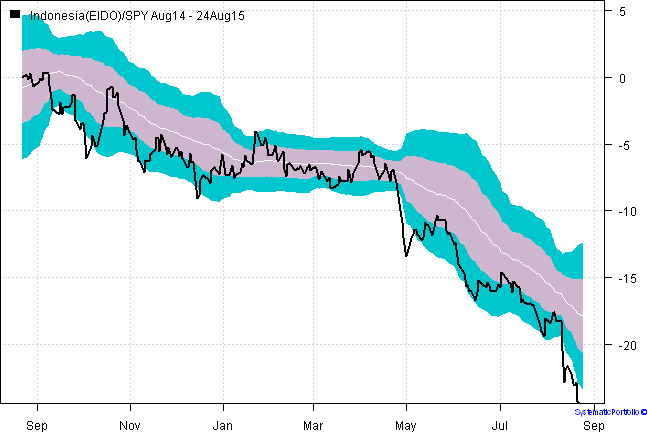 Indonesia(EIDO)/SPY Aug14 - 24Aug15
5
0
-5
-10
-15
-20
SystematicPortfolio ©
Sep Nov Jan Mar May Jul Sep